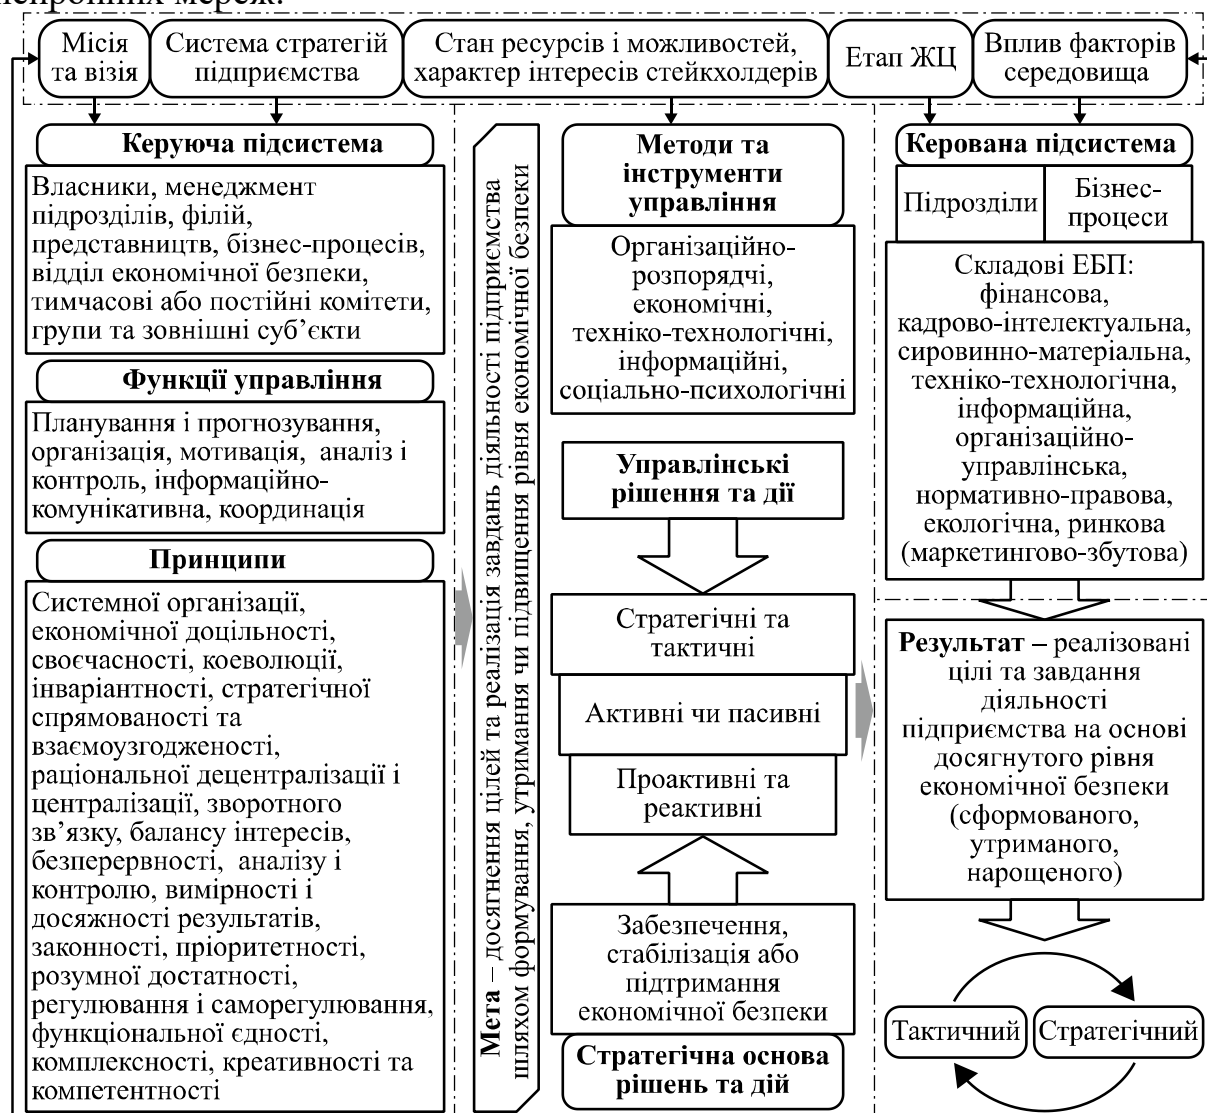 нейронних мереж.
Місія
та візія
Система стратегій
підприємства
Стан ресурсів і можливостей,
характер інтересів стейкхолдерів
Етап ЖЦ
Вплив факторів
середовища
Керуюча підсистема
Власники, менеджмент
підрозділів, філій,
представництв, бізнес-процесів,
відділ економічної безпеки,
тимчасові або постійні комітети,
групи та зовнішні суб’єкти
Функції управління
Планування і прогнозування,
організація, мотивація, аналіз і
контроль, інформаційно-
комунікативна, координація
Принципи
Системної організації,
економічної доцільності,
своєчасності, коеволюції,
інваріантності, стратегічної
спрямованості та
взаємоузгодженості,
раціональної децентралізації і
централізації, зворотного
зв’язку, балансу інтересів,
безперервності, аналізу і
контролю, вимірності і
досяжності результатів,
законності, пріоритетності,
розумної достатності,
регулювання і саморегулювання,
функціональної єдності,
комплексності, креативності та
компетентності
Мета – досягнення цілей та реалізація завдань діяльності підприємства
шляхом формування, утримання чи підвищення рівня економічної безпеки
Методи та
інструменти
управління
Організаційно-
розпорядчі,
економічні,
техніко-технологічні,
інформаційні,
соціально-психологічні
Управлінські
рішення та дії
Стратегічні та
тактичні
Активні чи пасивні
Проактивні та
реактивні
Забезпечення,
стабілізація або
підтримання
економічної безпеки
Стратегічна основа
рішень та дій
Керована підсистема
Підрозділи
Бізнес-
процеси
Складові ЕБП:
фінансова,
кадрово-інтелектуальна,
сировинно-матеріальна,
техніко-технологічна,
інформаційна,
організаційно-
управлінська,
нормативно-правова,
екологічна, ринкова
(маркетингово-збутова)
Результат – реалізовані
цілі та завдання
діяльності
підприємства на основі
досягнутого рівня
економічної безпеки
(сформованого,
утриманого,
нарощеного)
Тактичний
Стратегічний